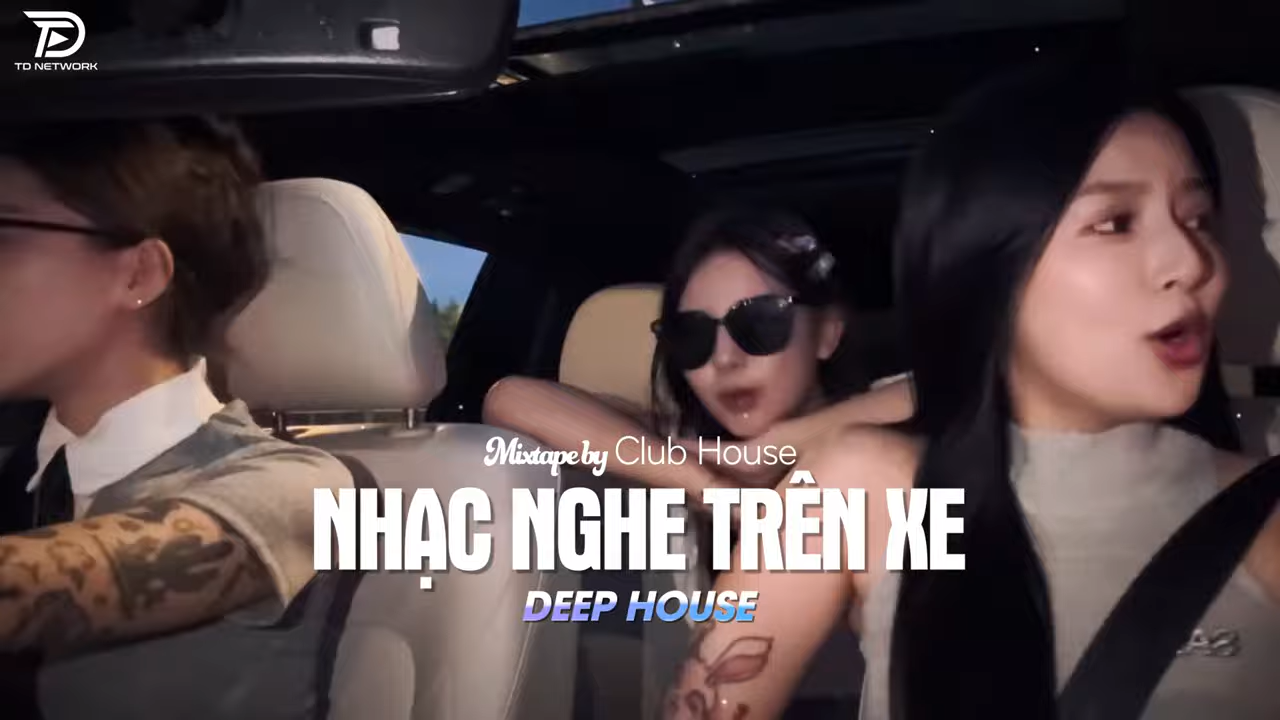 TD NETWORK
Mixtape by Club House
NHẠC NGHE TRÊN XE
DEEP HOUSE